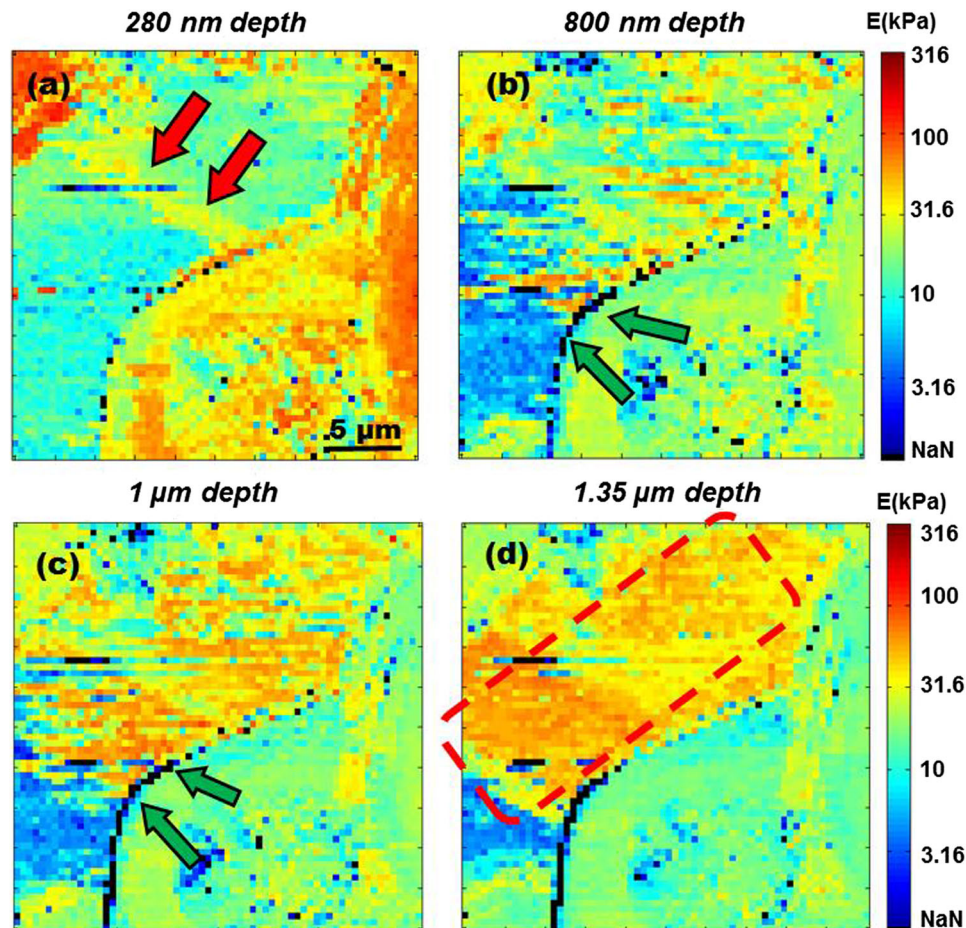 280 nm depth
800 nm depth
E(kPa)
(a)
(b)
316
100
31.6
10
3.16
NaN
5 µm
1 µm depth
1.35 µm depth
E(kPa)
(c)
(d)
316
100
31.6
10
3.16
NaN